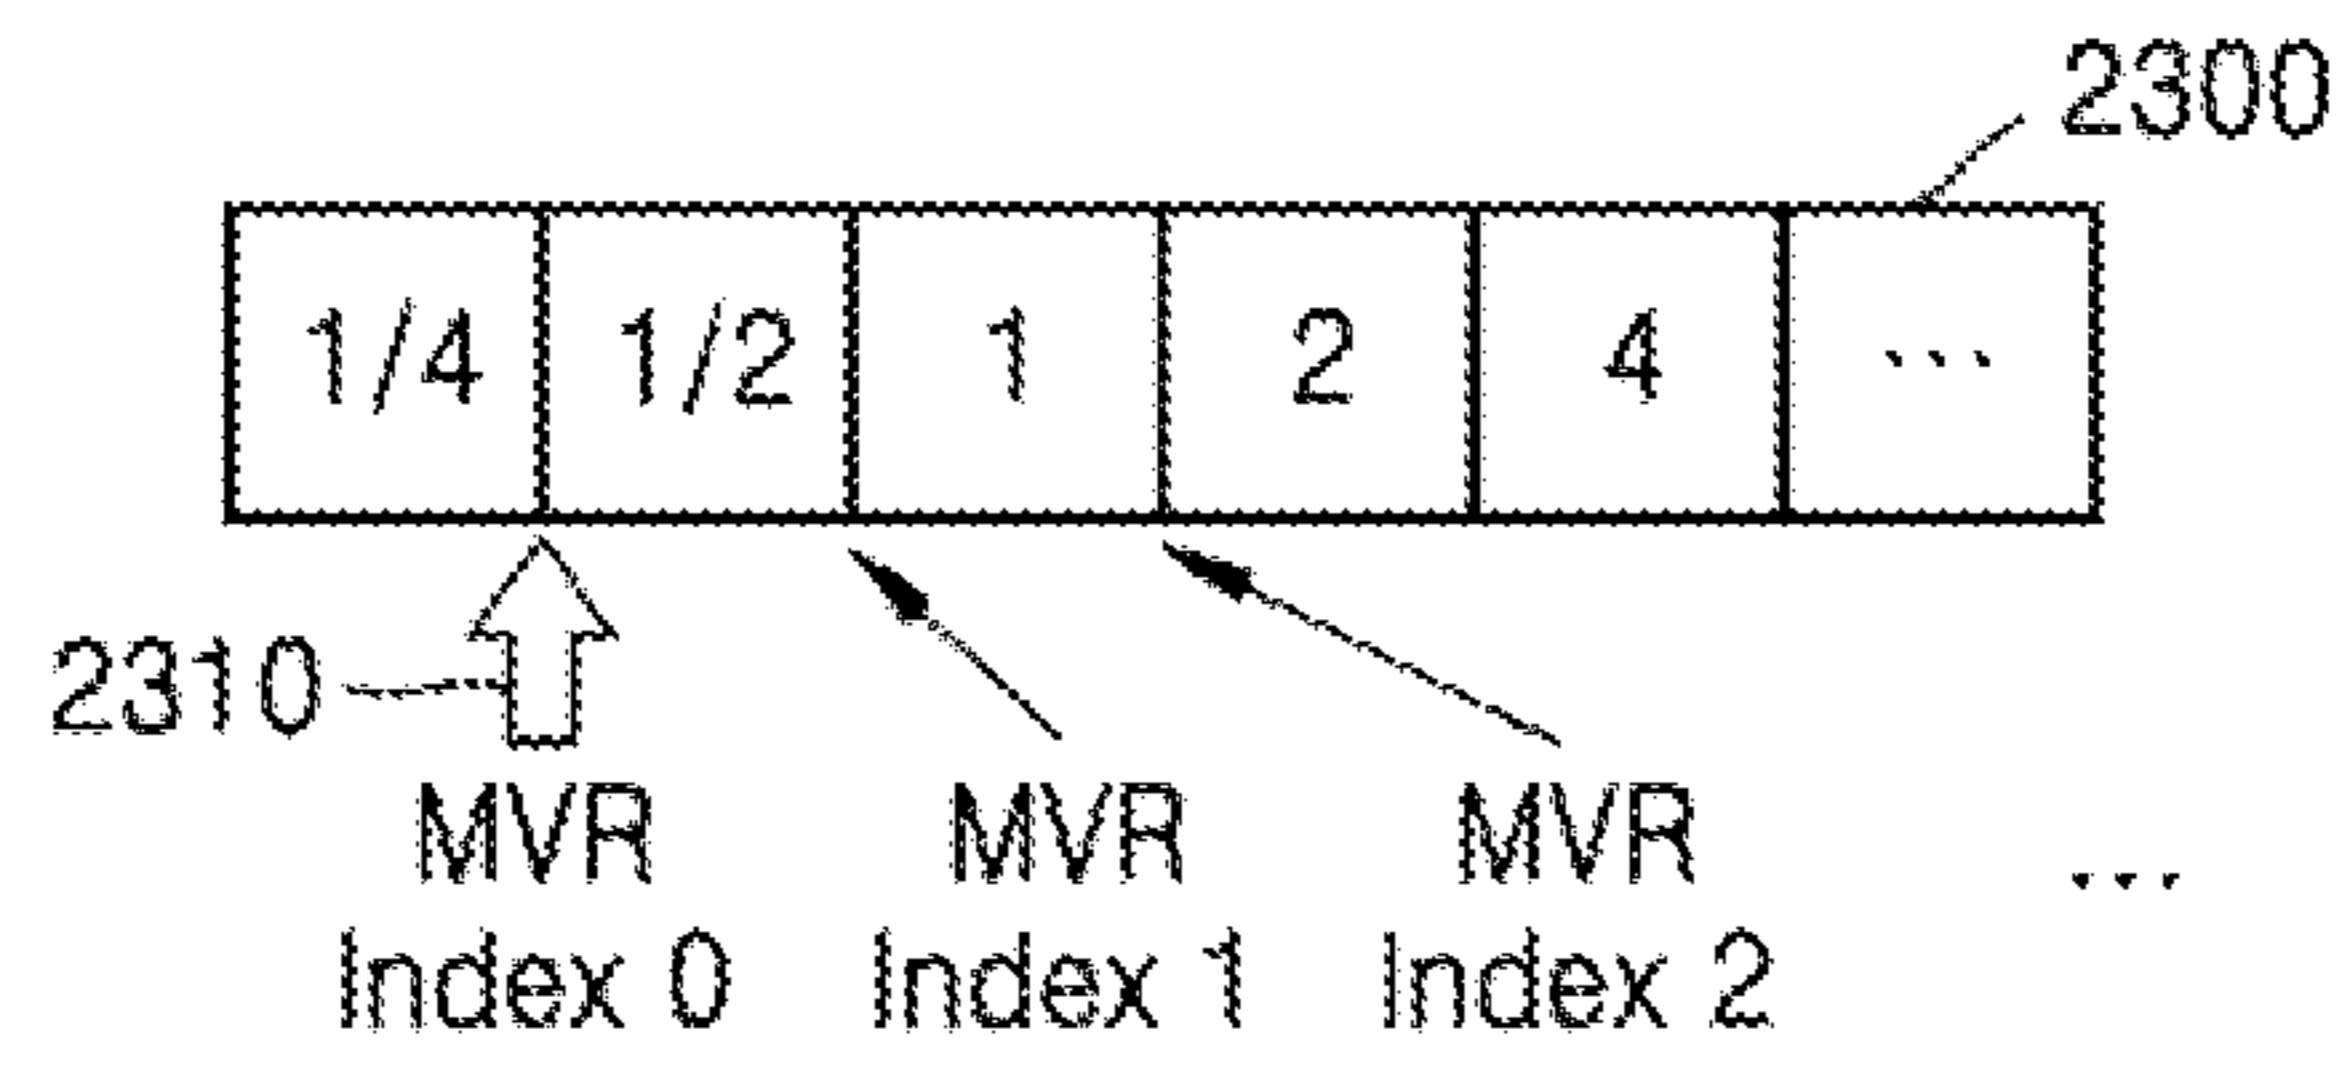 2300
1/4 1/2 1 2 4 ...
2310
MVR MVR MVR ...
Index 0 Index 1 Index 2